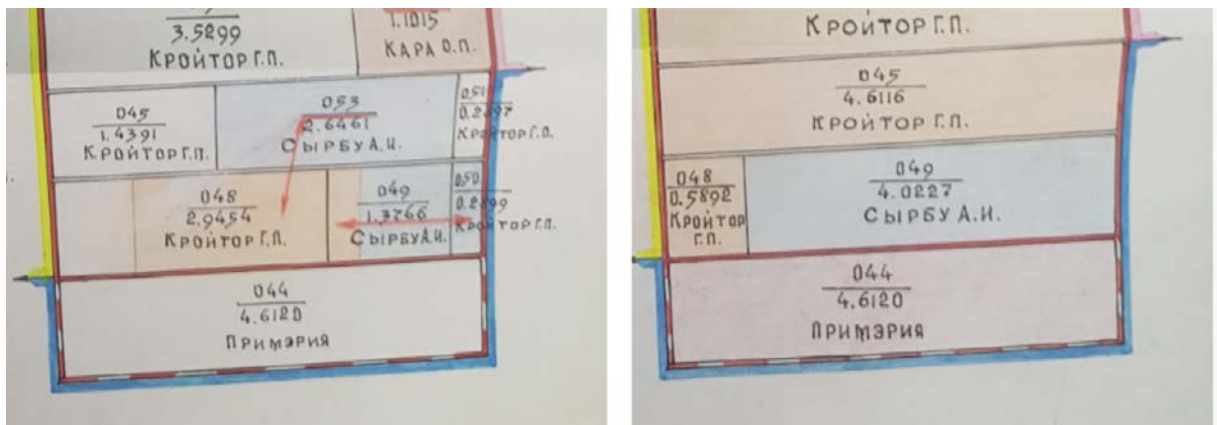 3.5299
КРОЙТОР Г.П.
1.1015
КАРА О.П.
045
1.4391
КРОЙТОР Г.П.
053
2.6461
СЫРБУ А.И.
КРОЙТОР Г.П.
048
2.9454
КРОЙТОР Г.П.
049
1.3766
СЫРБУ А.И.
050
0.2899
КРОЙТОР Г.П.
044
4.6120
ПРИМЭРИЯ
КРОЙТОР Г.П.
045
4.6116
КРОЙТОР Г.П.
048
0.5892
КРОЙТОР
Г.П.
049
4.0227
СЫРБУ А.И.
044
4.6120
ПРИМЭРИЯ